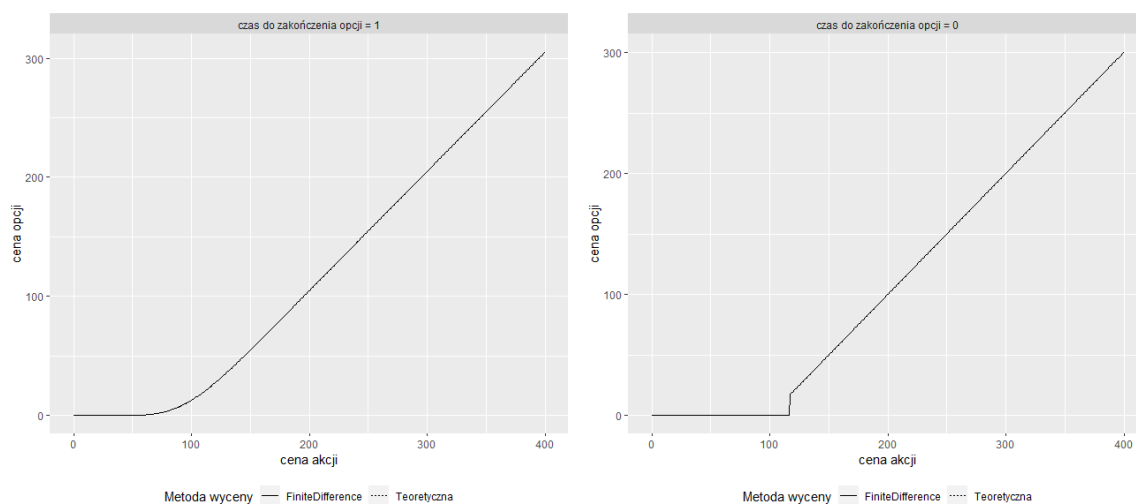 czas do zakończenia opcji = 1
300
200
100
0
cena opcji
0 100 200 300 400
cena akcji
Metoda wyceny FiniteDifference Teoretyczna
czas do zakończenia opcji = 0
300
200
100
0
cena opcji
0 100 200 300 400
cena akcji
Metoda wyceny FiniteDifference Teoretyczna